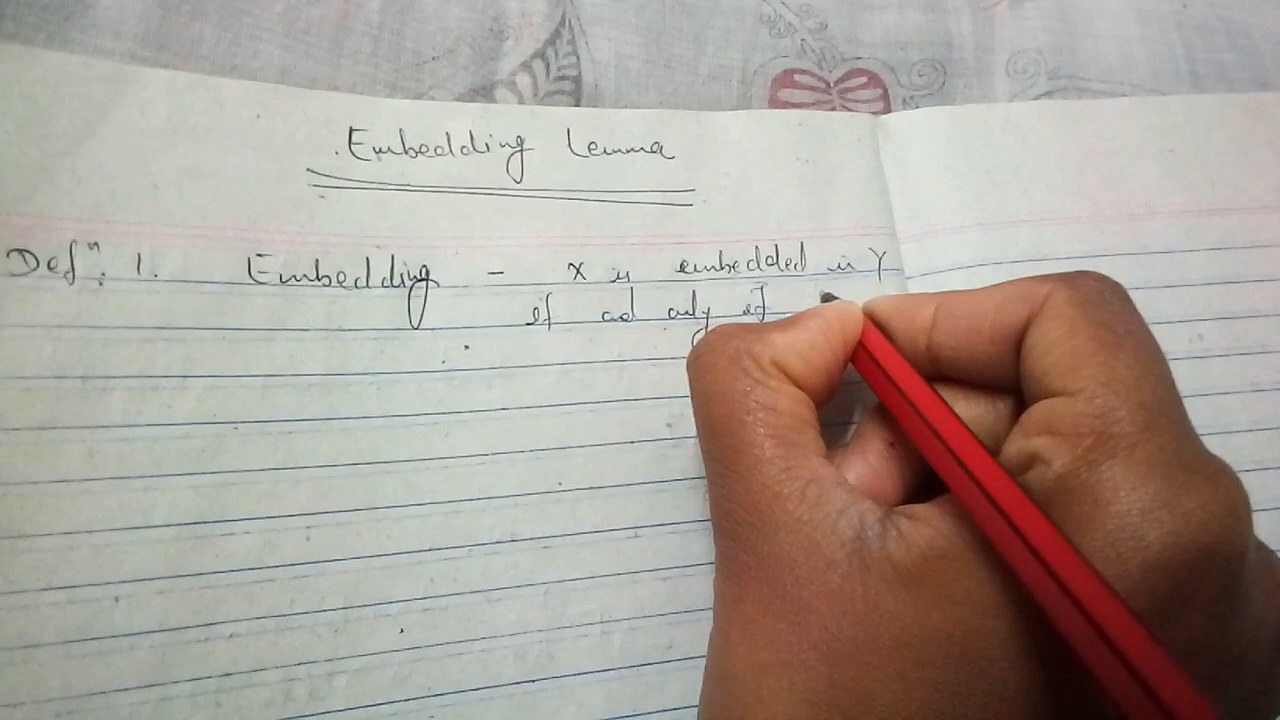 Embedding Lemma
Defⁿ: 1. Embedding - X is embedded in Y
if and only if